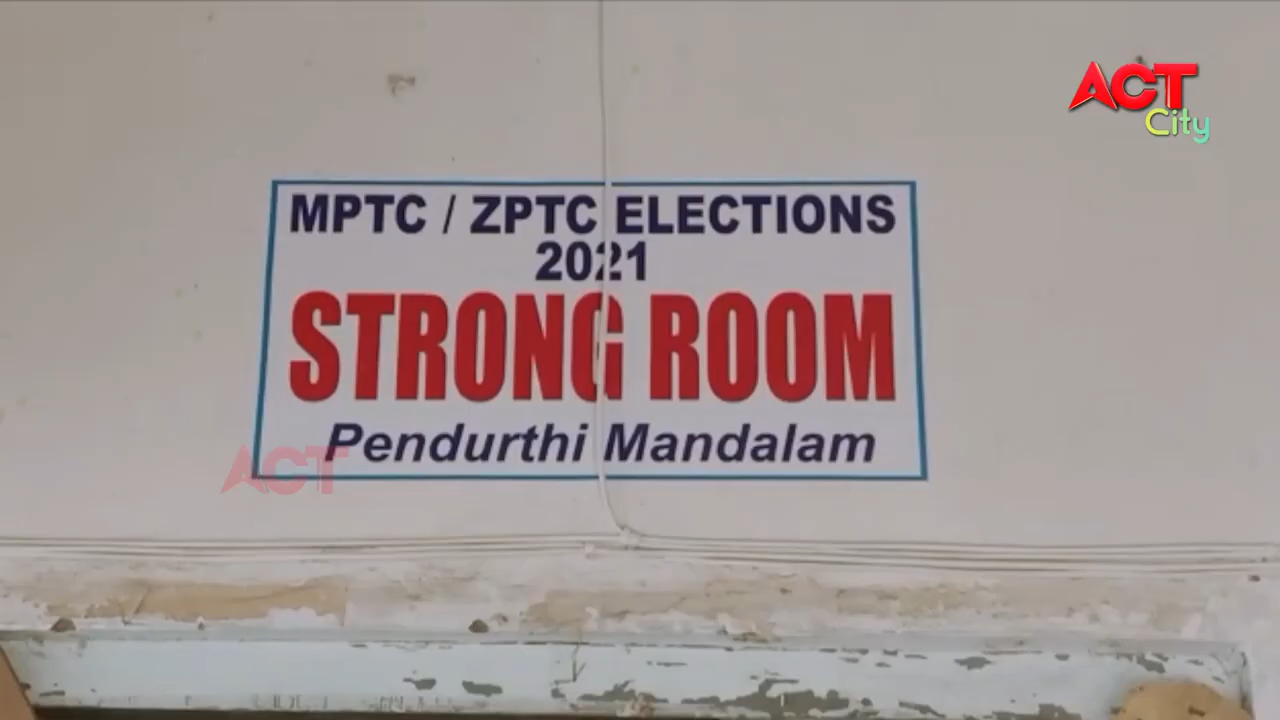 ACT
City
MPTC / ZPTC ELECTIONS
2021
STRONG ROOM
Pendurthi Mandalam
ACT